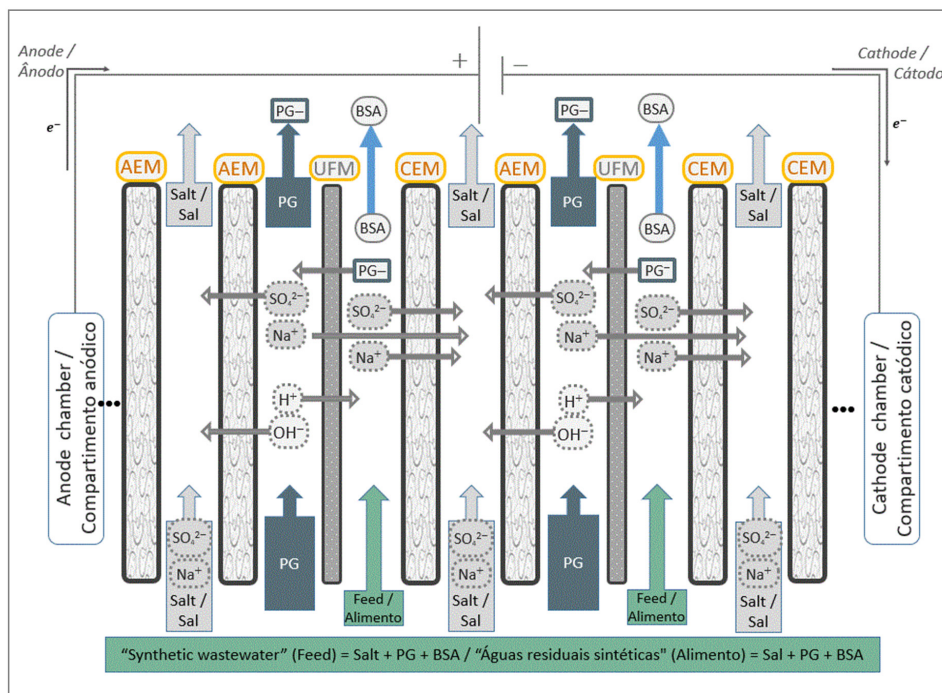 Anode /
Ânodo
+
−
Cathode /
Cátodo
e−
e−
PG−
BSA
PG−
BSA
AEM
AEM
UFM
CEM
AEM
UFM
CEM
CEM
Salt /
Sal
PG
BSA
Salt /
Sal
PG
BSA
Salt /
Sal
PG−
PG−
SO₄²⁻
SO₄²⁻
SO₄²⁻
SO₄²⁻
Na⁺
Na⁺
Na⁺
Na⁺
H⁺
H⁺
OH⁻
OH⁻
Anode chamber /
Compartimento anódico
•••
•••
Cathode chamber /
Compartimento catódico
SO₄²⁻
Na⁺
Salt /
Sal
PG
Feed /
Alimento
SO₄²⁻
Na⁺
Salt /
Sal
PG
Feed /
Alimento
SO₄²⁻
Na⁺
Salt /
Sal
“Synthetic wastewater” (Feed) = Salt + PG + BSA / “Águas residuais sintéticas" (Alimento) = Sal + PG + BSA